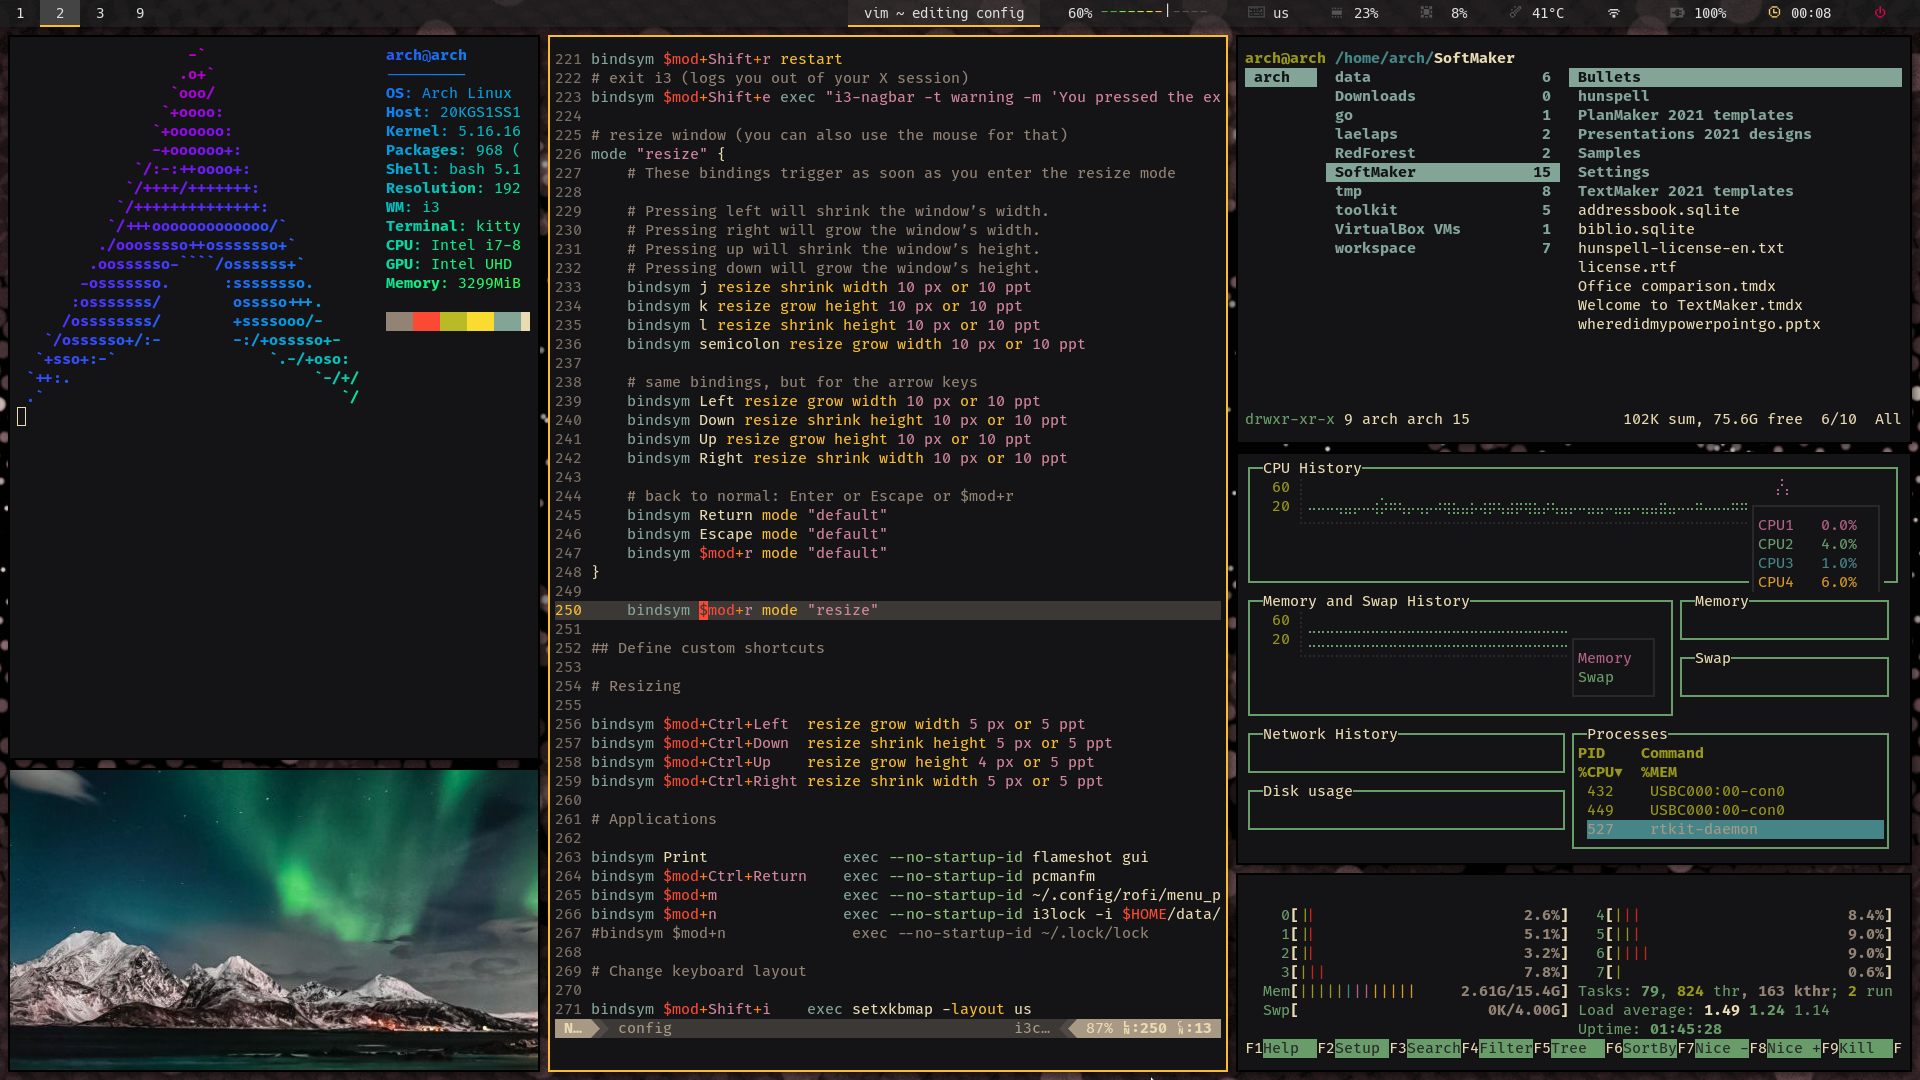 1 2 3 9
vim ~ editing config
60%
us
23%
8%
41°C
100%
00:08
-`
.o+`
`ooo/
`+oooo:
`+oooooo:
-+oooooo+:
`/:-:++oooo+:
`/++++/+++++++:
`/++++++++++++++:
`/+++ooooooooooooo/`
./ooosssso++osssssso+`
.oossssso-````/ossssss+`
-osssssso. :ssssssso.
:osssssss/ osssso+++.
/ossssssss/ +ssssooo/-
`/ossssso+/:- -:/+osssso+-
`+sso+:-` `.-/+oso:
`++:. `-/+/
.` `/
arch@arch
OS: Arch Linux
Host: 20KGS1SS1
Kernel: 5.16.16
Packages: 968 (
Shell: bash 5.1
Resolution: 192
WM: i3
Terminal: kitty
CPU: Intel i7-8
GPU: Intel UHD
Memory: 3299MiB
221 bindsym $mod+Shift+r restart
222 # exit i3 (logs you out of your X session)
223 bindsym $mod+Shift+e exec "i3-nagbar -t warning -m 'You pressed the ex
224
225 # resize window (you can also use the mouse for that)
226 mode "resize" {
227     # These bindings trigger as soon as you enter the resize mode
228
229     # Pressing left will shrink the window’s width.
230     # Pressing right will grow the window’s width.
231     # Pressing up will shrink the window’s height.
232     # Pressing down will grow the window’s height.
233     bindsym j resize shrink width 10 px or 10 ppt
234     bindsym k resize grow height 10 px or 10 ppt
235     bindsym l resize shrink height 10 px or 10 ppt
236     bindsym semicolon resize grow width 10 px or 10 ppt
237
238     # same bindings, but for the arrow keys
239     bindsym Left resize grow width 10 px or 10 ppt
240     bindsym Down resize shrink height 10 px or 10 ppt
241     bindsym Up resize grow height 10 px or 10 ppt
242     bindsym Right resize shrink width 10 px or 10 ppt
243
244     # back to normal: Enter or Escape or $mod+r
245     bindsym Return mode "default"
246     bindsym Escape mode "default"
247     bindsym $mod+r mode "default"
248 }
249
250     bindsym $mod+r mode "resize"
251
252 ## Define custom shortcuts
253
254 # Resizing
255
256 bindsym $mod+Ctrl+Left  resize grow width 5 px or 5 ppt
257 bindsym $mod+Ctrl+Down  resize shrink height 5 px or 5 ppt
258 bindsym $mod+Ctrl+Up    resize grow height 4 px or 5 ppt
259 bindsym $mod+Ctrl+Right resize shrink width 5 px or 5 ppt
260
261 # Applications
262
263 bindsym Print               exec --no-startup-id flameshot gui
264 bindsym $mod+Ctrl+Return    exec --no-startup-id pcmanfm
265 bindsym $mod+m              exec --no-startup-id ~/.config/rofi/menu_p
266 bindsym $mod+n              exec --no-startup-id i3lock -i $HOME/data/
267 #bindsym $mod+n              exec --no-startup-id ~/.lock/lock
268
269 # Change keyboard layout
270
271 bindsym $mod+Shift+i    exec setxkbmap -layout us
N… config i3c… 87% :250 :13
arch@arch /home/arch/SoftMaker
arch
data 6
Downloads 0
go 1
laelaps 2
RedForest 2
SoftMaker 15
tmp 8
toolkit 5
VirtualBox VMs 1
workspace 7
Bullets
hunspell
PlanMaker 2021 templates
Presentations 2021 designs
Samples
Settings
TextMaker 2021 templates
addressbook.sqlite
biblio.sqlite
hunspell-license-en.txt
license.rtf
Office comparison.tmdx
Welcome to TextMaker.tmdx
wheredidmypowerpointgo.pptx
drwxr-xr-x 9 arch arch 15 102K sum, 75.6G free 6/10 All
CPU History
60
20
CPU1 0.0%
CPU2 4.0%
CPU3 1.0%
CPU4 6.0%
Memory and Swap History
60
20
Memory
Swap
Memory
Swap
Network History
Disk usage
Processes
PID Command
%CPU▼ %MEM
432 USBC000:00-con0
449 USBC000:00-con0
527 rtkit-daemon
0[|| 2.6%] 4[||| 8.4%]
1[|| 5.1%] 5[||| 9.0%]
2[|| 3.2%] 6[|||| 9.0%]
3[||| 7.8%] 7[| 0.6%]
Mem[||||||||||||| 2.61G/15.4G] Tasks: 79, 824 thr, 163 kthr; 2 run
Swp[ 0K/4.00G] Load average: 1.49 1.24 1.14
Uptime: 01:45:28
F1Help F2Setup F3SearchF4FilterF5Tree F6SortByF7Nice -F8Nice +F9Kill F